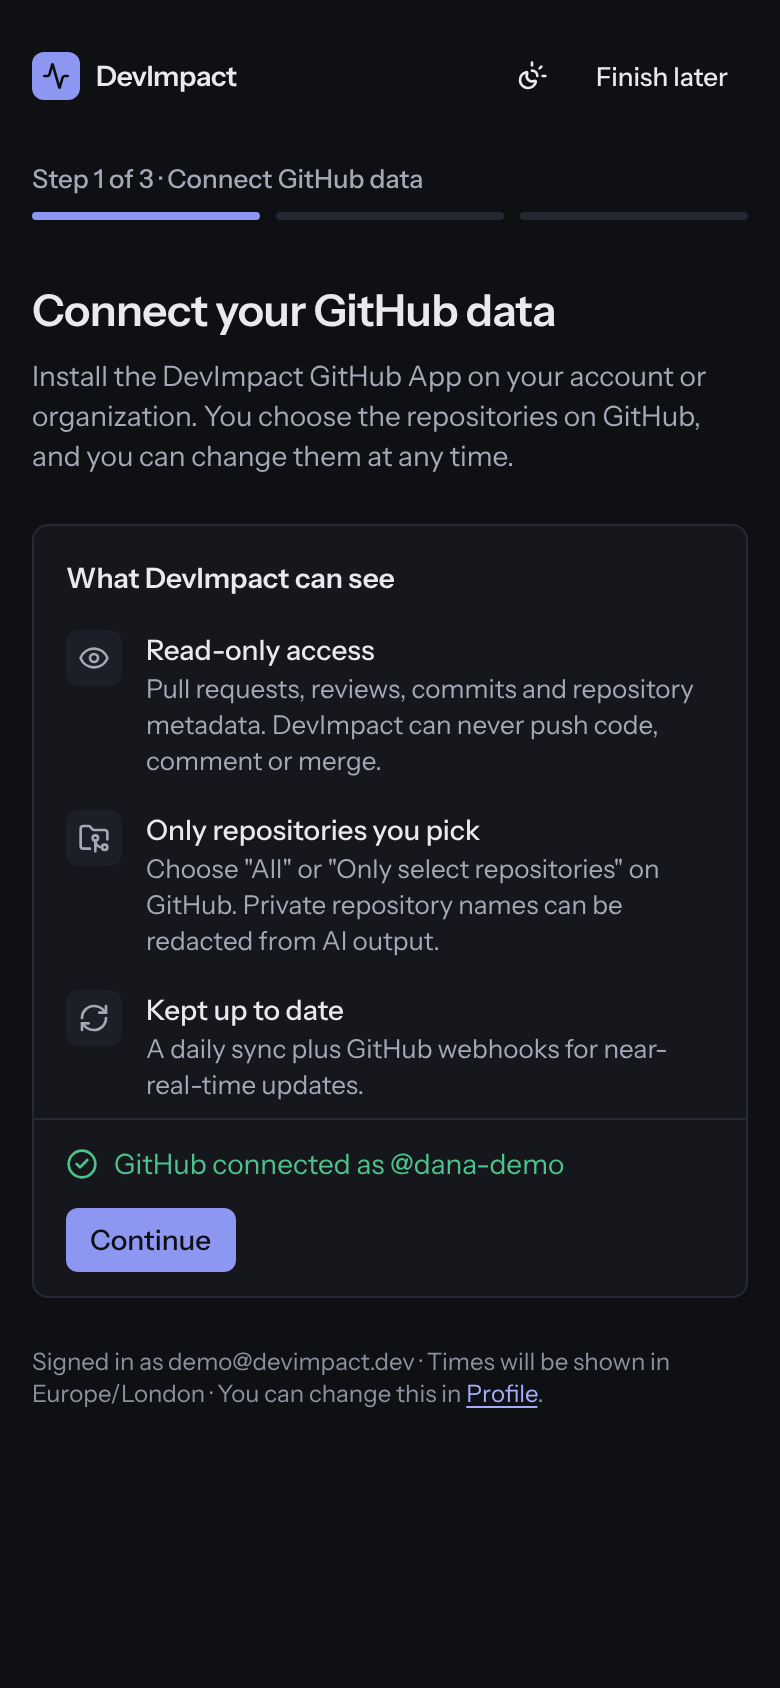 DevImpact
Finish later
Step 1 of 3 · Connect GitHub data
Connect your GitHub data
Install the DevImpact GitHub App on your account or
organization. You choose the repositories on GitHub,
and you can change them at any time.
What DevImpact can see
Read-only access
Pull requests, reviews, commits and repository
metadata. DevImpact can never push code,
comment or merge.
Only repositories you pick
Choose "All" or "Only select repositories" on
GitHub. Private repository names can be
redacted from AI output.
Kept up to date
A daily sync plus GitHub webhooks for near-
real-time updates.
GitHub connected as @dana-demo
Continue
Signed in as demo@devimpact.dev · Times will be shown in
Europe/London · You can change this in Profile.